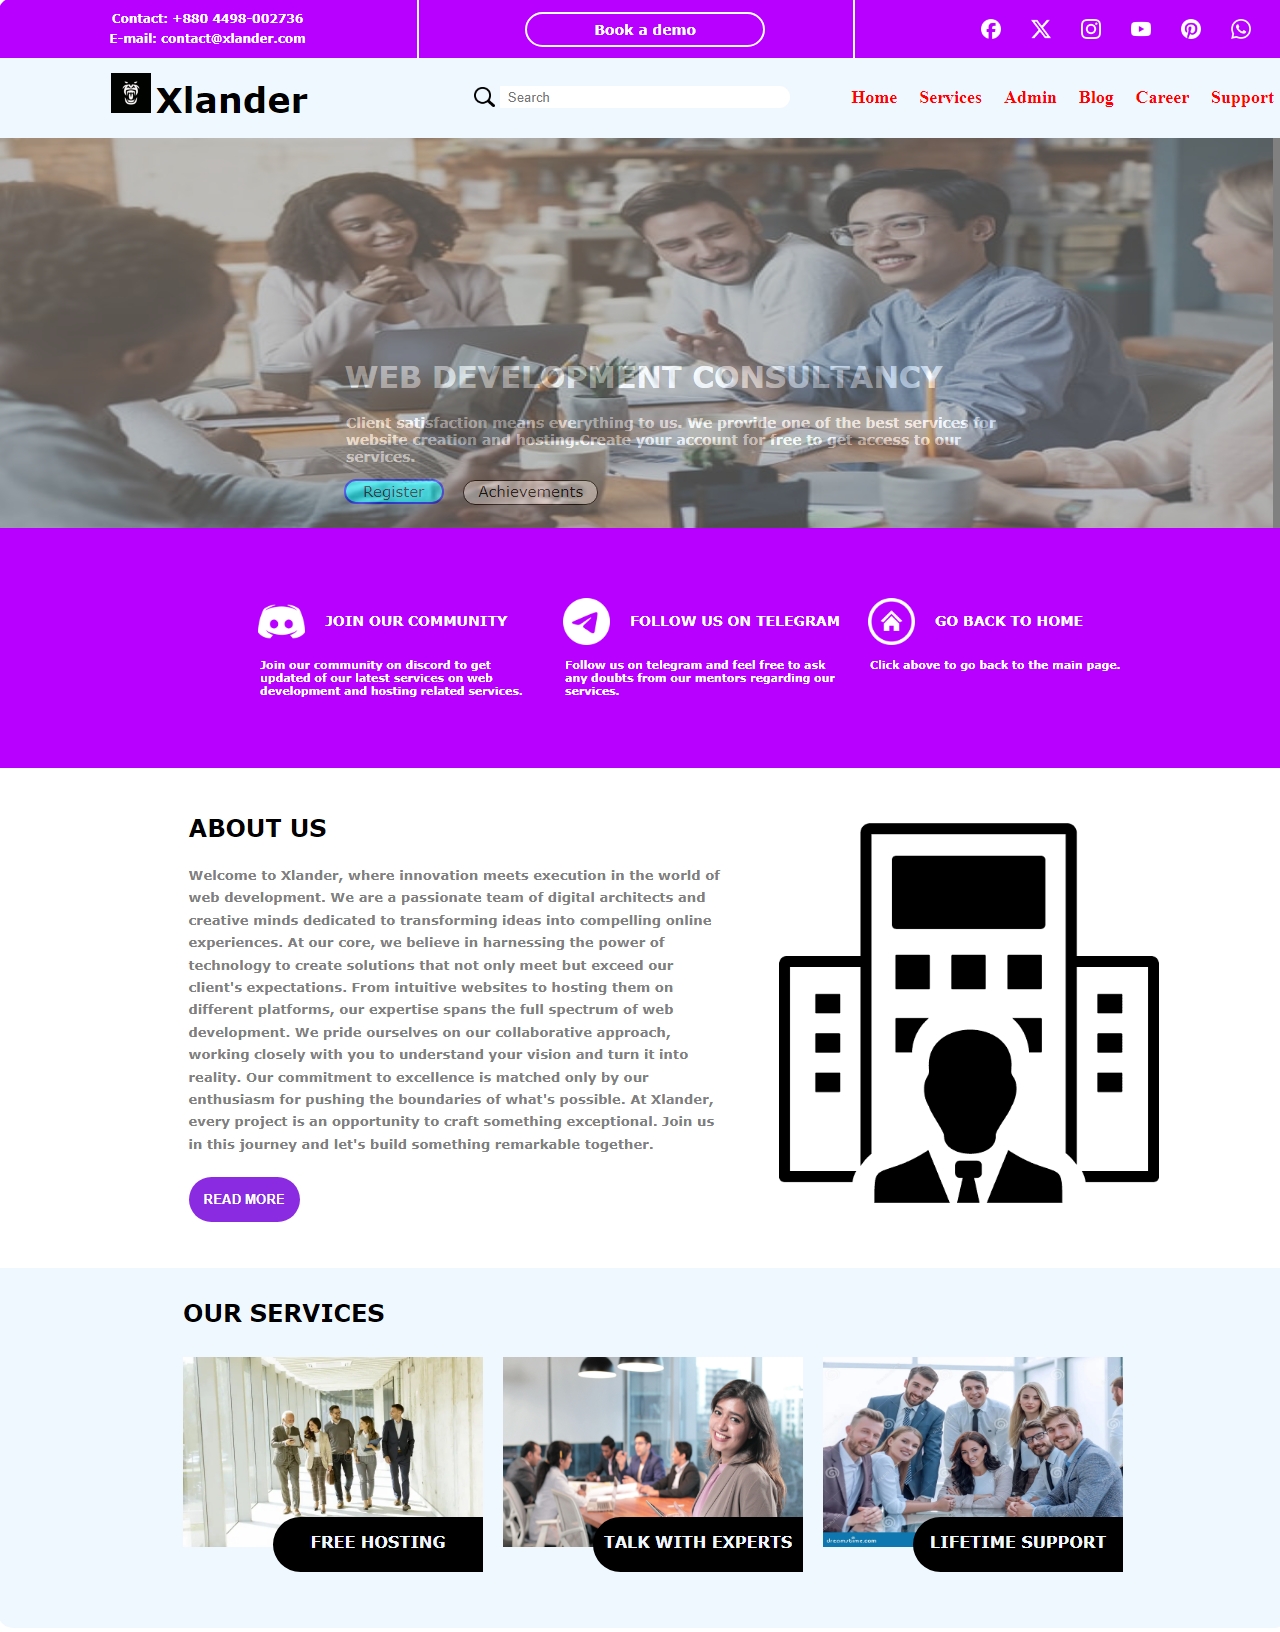 Contact: +880 4498-002736
E-mail: contact@xlander.com
Book a demo
Xlander
Search
Home Services Admin Blog Career Support
WEB DEVELOPMENT CONSULTANCY
Client satisfaction means everything to us. We provide one of the best services for
website creation and hosting.Create your account for free to get access to our
services.
Register Achievements
JOIN OUR COMMUNITY
Join our community on discord to get
updated of our latest services on web
development and hosting related services.
FOLLOW US ON TELEGRAM
Follow us on telegram and feel free to ask
any doubts from our mentors regarding our
services.
GO BACK TO HOME
Click above to go back to the main page.
ABOUT US
Welcome to Xlander, where innovation meets execution in the world of
web development. We are a passionate team of digital architects and
creative minds dedicated to transforming ideas into compelling online
experiences. At our core, we believe in harnessing the power of
technology to create solutions that not only meet but exceed our
client's expectations. From intuitive websites to hosting them on
different platforms, our expertise spans the full spectrum of web
development. We pride ourselves on our collaborative approach,
working closely with you to understand your vision and turn it into
reality. Our commitment to excellence is matched only by our
enthusiasm for pushing the boundaries of what's possible. At Xlander,
every project is an opportunity to craft something exceptional. Join us
in this journey and let's build something remarkable together.
READ MORE
OUR SERVICES
FREE HOSTING
TALK WITH EXPERTS
dreamstime.com
LIFETIME SUPPORT